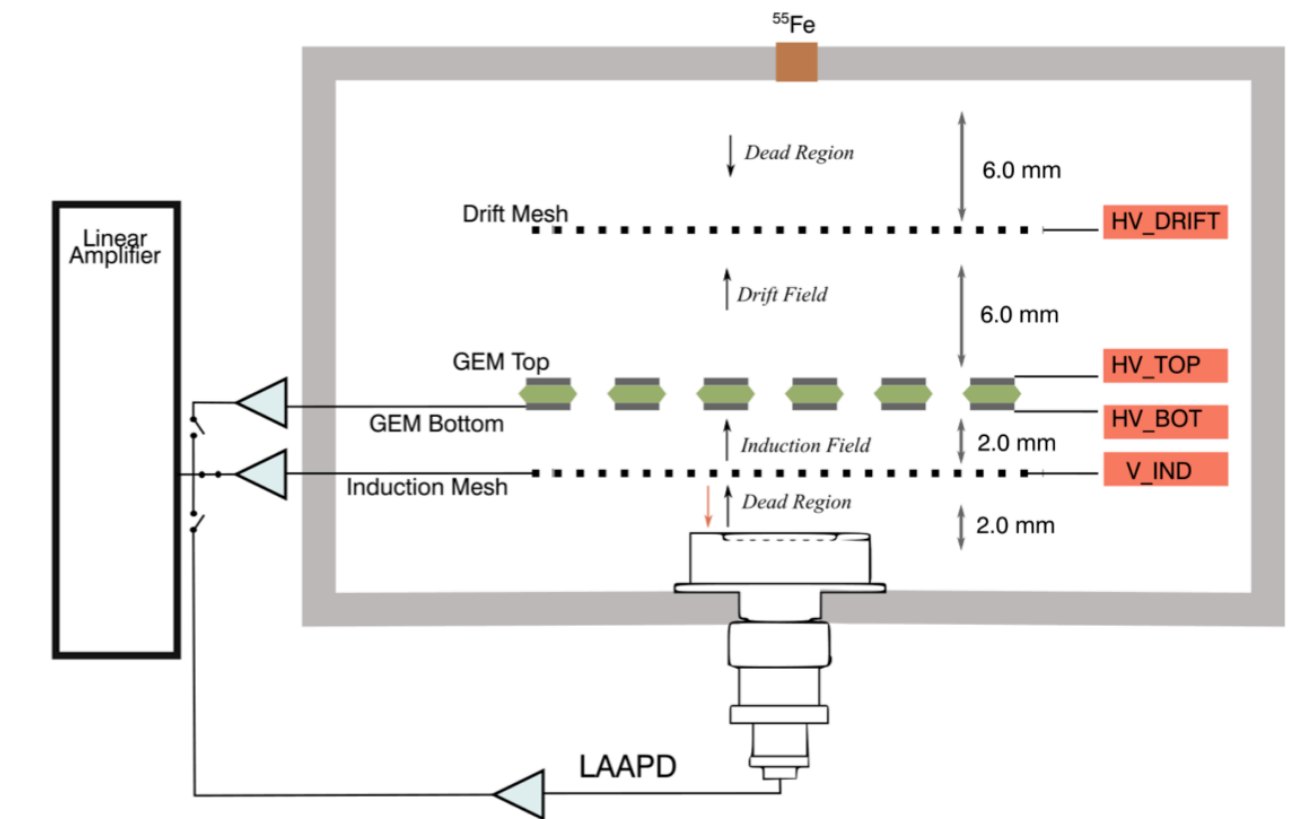 55Fe
Dead Region
6.0 mm
Drift Mesh
HV_DRIFT
Linear
Amplifier
Drift Field
6.0 mm
GEM Top
HV_TOP
GEM Bottom
HV_BOT
Induction Field
2.0 mm
V_IND
Induction Mesh
Dead Region
2.0 mm
LAAPD